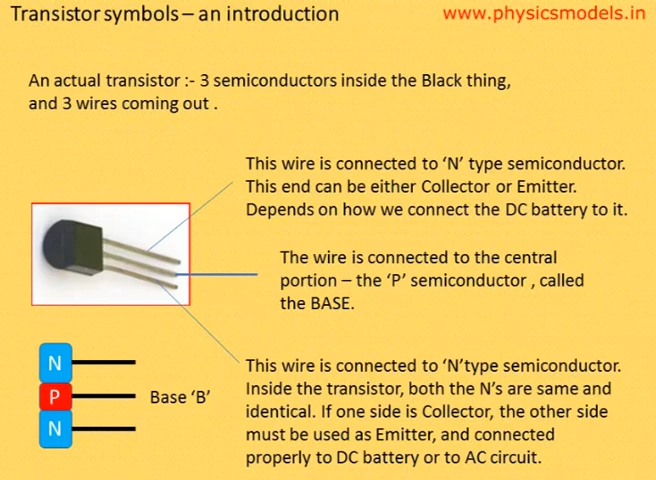 Transistor symbols – an introduction
www.physicsmodels.in
An actual transistor :- 3 semiconductors inside the Black thing,
and 3 wires coming out .
This wire is connected to ‘N’ type semiconductor.
This end can be either Collector or Emitter.
Depends on how we connect the DC battery to it.
The wire is connected to the central
portion – the ‘P’ semiconductor , called
the BASE.
N
P
N
Base ‘B’
This wire is connected to ‘N’type semiconductor.
Inside the transistor, both the N’s are same and
identical. If one side is Collector, the other side
must be used as Emitter, and connected
properly to DC battery or to AC circuit.